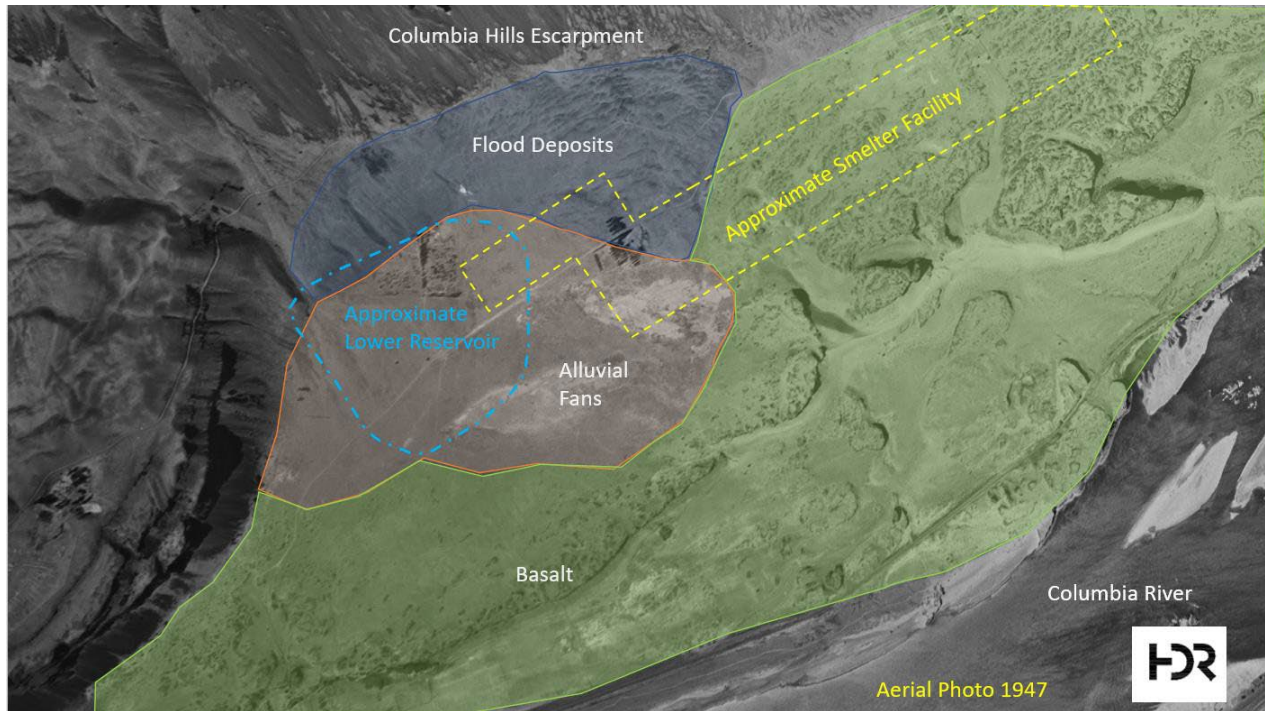 Columbia Hills Escarpment
Flood Deposits
Approximate Smelter Facility
Approximate
Lower Reservoir
Alluvial
Fans
Basalt
Columbia River
Aerial Photo 1947
HDR